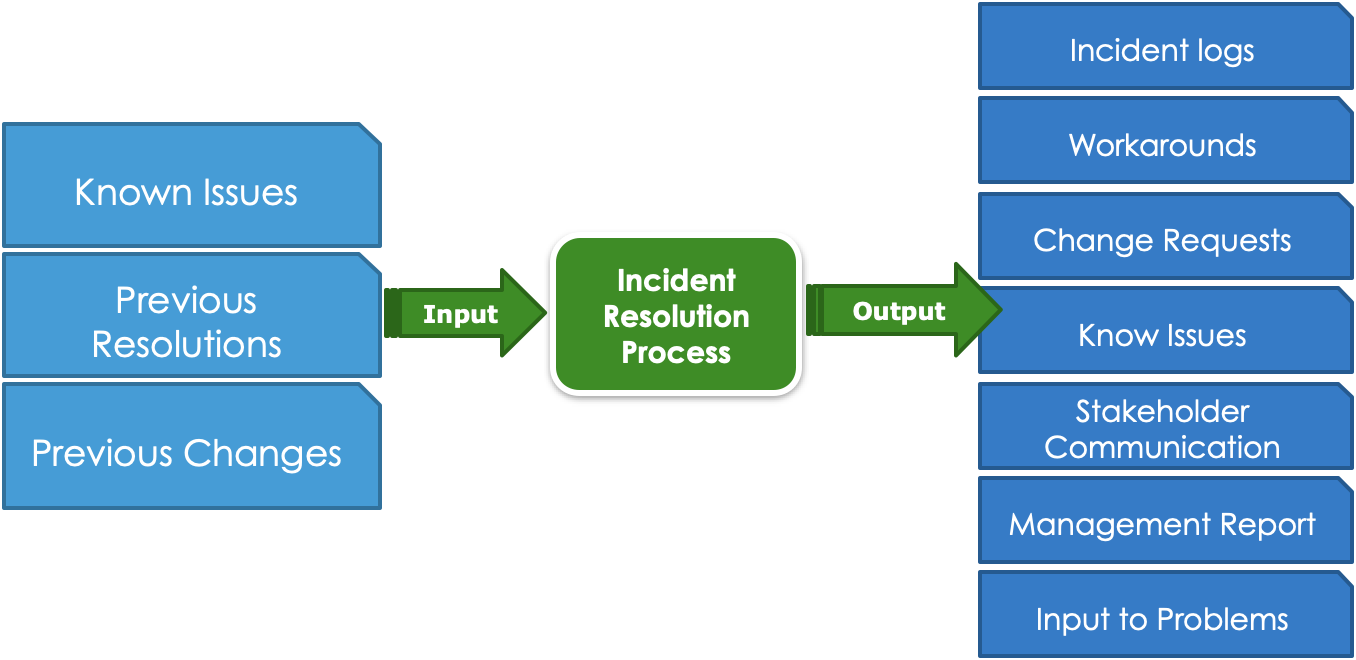 Known Issues
Previous
Resolutions
Previous Changes
Input
Incident
Resolution
Process
Output
Incident logs
Workarounds
Change Requests
Know Issues
Stakeholder
Communication
Management Report
Input to Problems